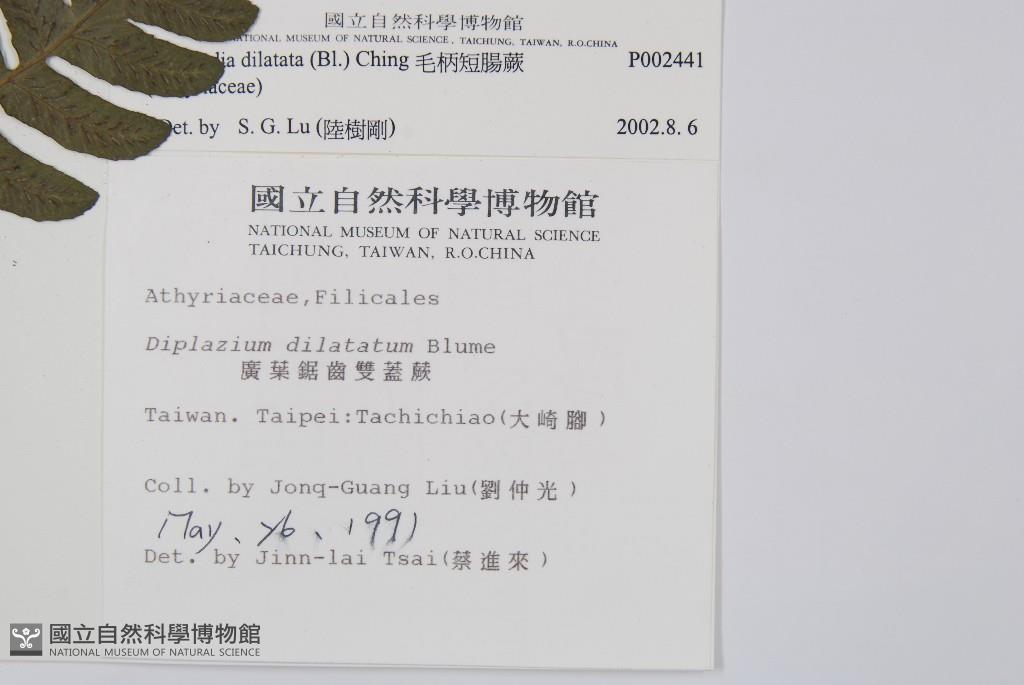 國立自然科學博物館
NATIONAL MUSEUM OF NATURAL SCIENCE, TAICHUNG, TAIWAN, R.O.CHINA
dilatata (Bl.) Ching 毛柄短腸蕨 P002441
Det. by S. G. Lu (陸樹剛) 2002.8. 6
國立自然科學博物館
NATIONAL MUSEUM OF NATURAL SCIENCE
TAICHUNG, TAIWAN, R.O.CHINA
Athyriaceae,Filicales
Diplazium dilatatum Blume
廣葉鋸齒雙蓋蕨
Taiwan. Taipei:Tachichiao(大崎腳)
Coll. by Jonq-Guang Liu(劉仲光)
May、26、1991
Det. by Jinn-lai Tsai(蔡進來)
國立自然科學博物館
NATIONAL MUSEUM OF NATURAL SCIENCE